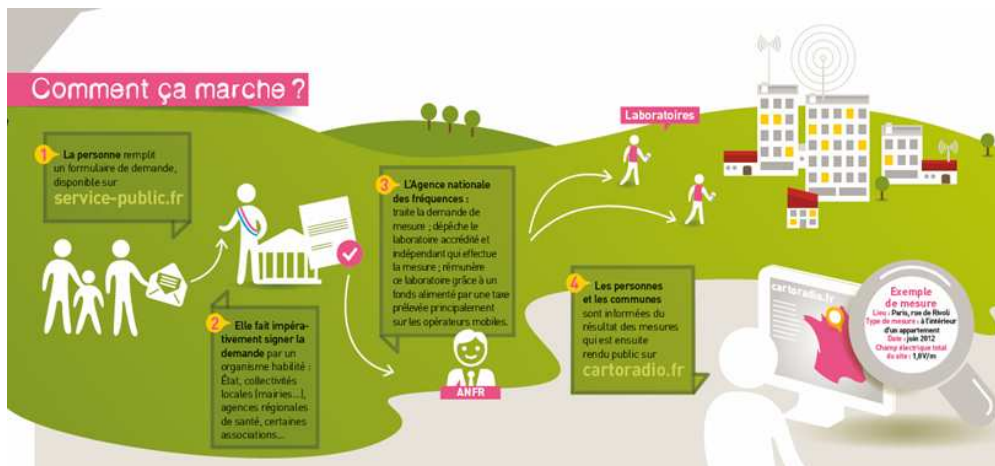 Comment ça marche ?
1 La personne remplit
un formulaire de demande,
disponible sur
service-public.fr
2 Elle fait impéra-
tivement signer la
demande par un
organisme habilité :
État, collectivités
locales (mairies...),
agences régionales
de santé, certaines
associations...
3 L'Agence nationale
des fréquences :
traite la demande de
mesure ; dépêche le
laboratoire accrédité et
indépendant qui effectue
la mesure ; rémunère
ce laboratoire grâce à un
fonds alimenté par une taxe
prélevée principalement
sur les opérateurs mobiles.
ANFR
Laboratoires
4 Les personnes
et les communes
sont informées du
résultat des mesures
qui est ensuite
rendu public sur
cartoradio.fr
cartoradio.fr
Exemple
de mesure
Lieu : Paris, rue de Rivoli
Type de mesure : à l'intérieur
d'un appartement
Date : juin 2012
Champ électrique total
du site : 1,8V/m